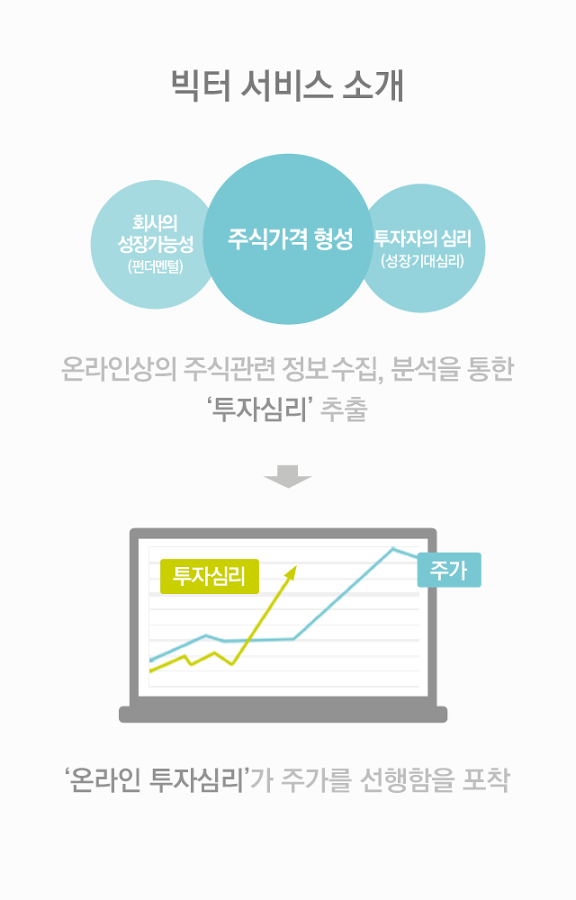 빅터 서비스 소개
회사의
성장가능성
(펀더멘털)
주식가격 형성
투자자의 심리
(성장기대심리)
온라인상의 주식관련 정보 수집, 분석을 통한
‘투자심리’ 추출
투자심리
주가
‘온라인 투자심리’가 주가를 선행함을 포착